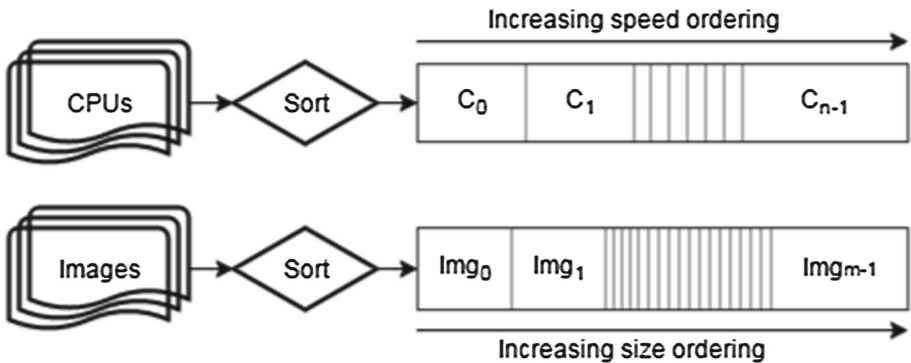 Increasing speed ordering
CPUs Sort C0 C1 Cn-1
Images Sort Img0 Img1 Imgm-1
Increasing size ordering